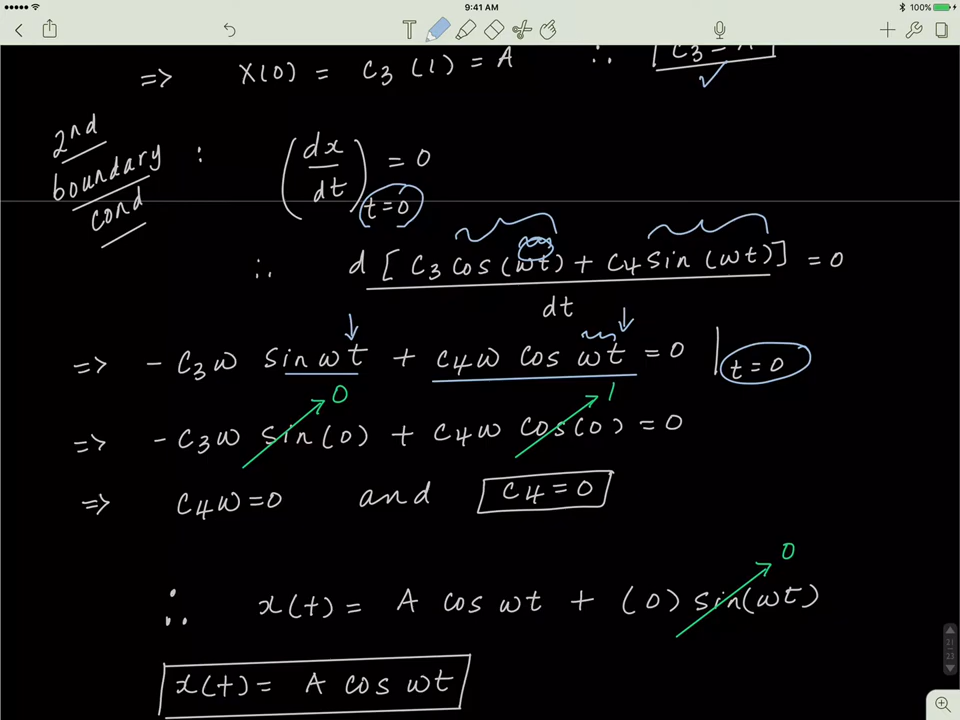 9:41 AM
100%
T
=> X(0) = C3 (1) = A ∴ C3 = A
2nd boundary cond : (dx/dt) t=0 = 0
∴ d [ C3 cos (ωt) + C4 sin (ωt) ] / dt = 0
=> - C3ω sin ωt + C4ω cos ωt = 0 | t=0
0 1
=> - C3ω sin(0) + C4ω cos(0) = 0
=> C4ω=0 and C4=0
0
∴ x(t) = A cos ωt + (0) sin(ωt)
x(t) = A cos ωt
21
23